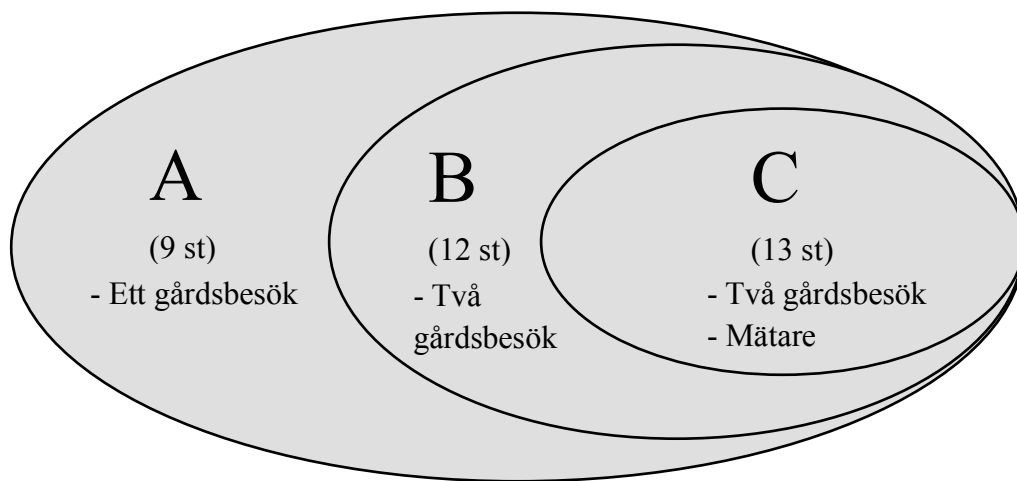 A
(9 st)
- Ett gårdsbesök
B
(12 st)
- Två
gårdsbesök
C
(13 st)
- Två gårdsbesök
- Mätare